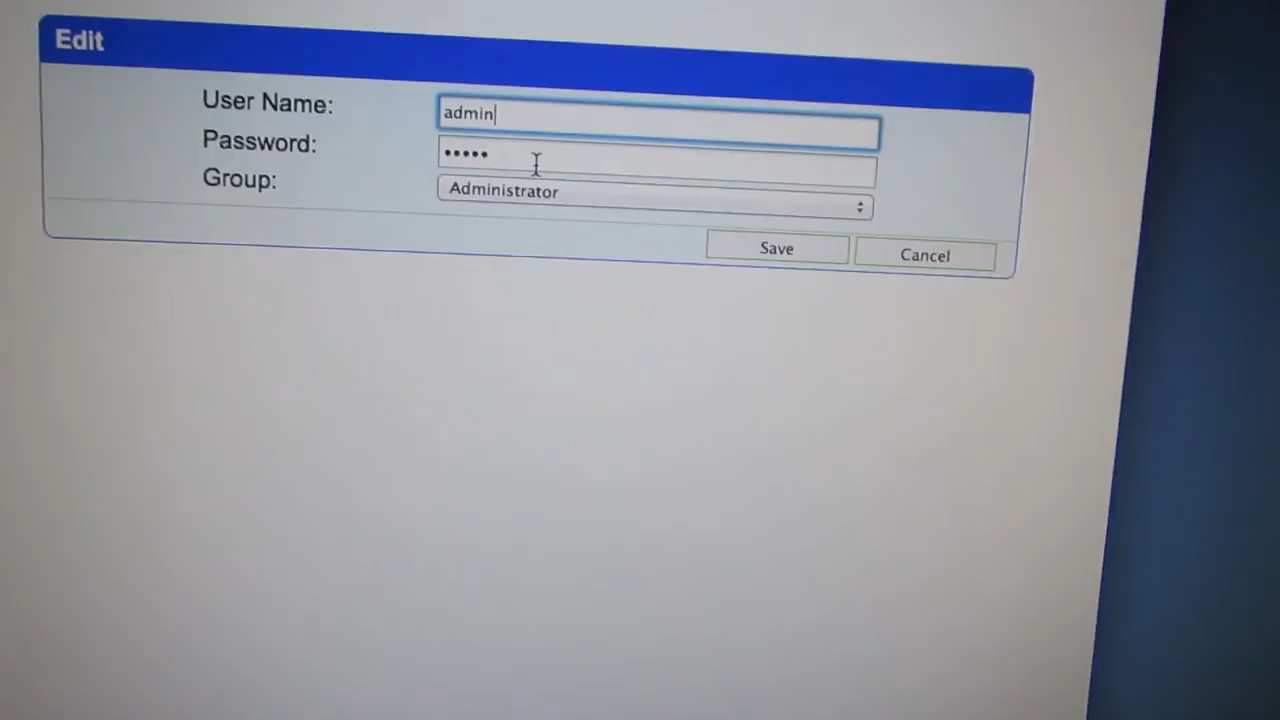 Edit
User Name: admin
Password: •••••
Group: Administrator
Save Cancel